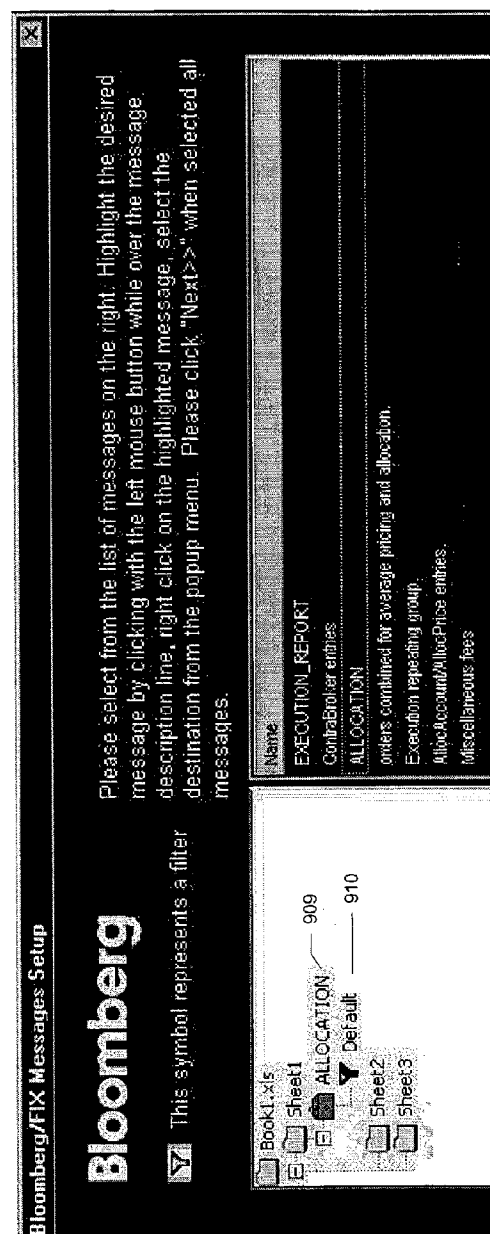 Bloomberg/FIX Messages Setup
Bloomberg
This symbol represents a filter
Please select from the list of messages on the right. Highlight the desired
message by clicking with the left mouse button while over the message
description line, right click on the highlighted message, select the
destination from the popup menu. Please click "Next>>" when selected all
messages.
Book1.xls
Sheet1
ALLOCATION
909
Default
910
Sheet2
Sheet3
Name
EXECUTION_REPORT
ContraBroker entries
ALLOCATION
orders combined for average pricing and allocation.
Execution repeating group.
AllocAccount/AllocPrice entries.
Miscellaneous fees